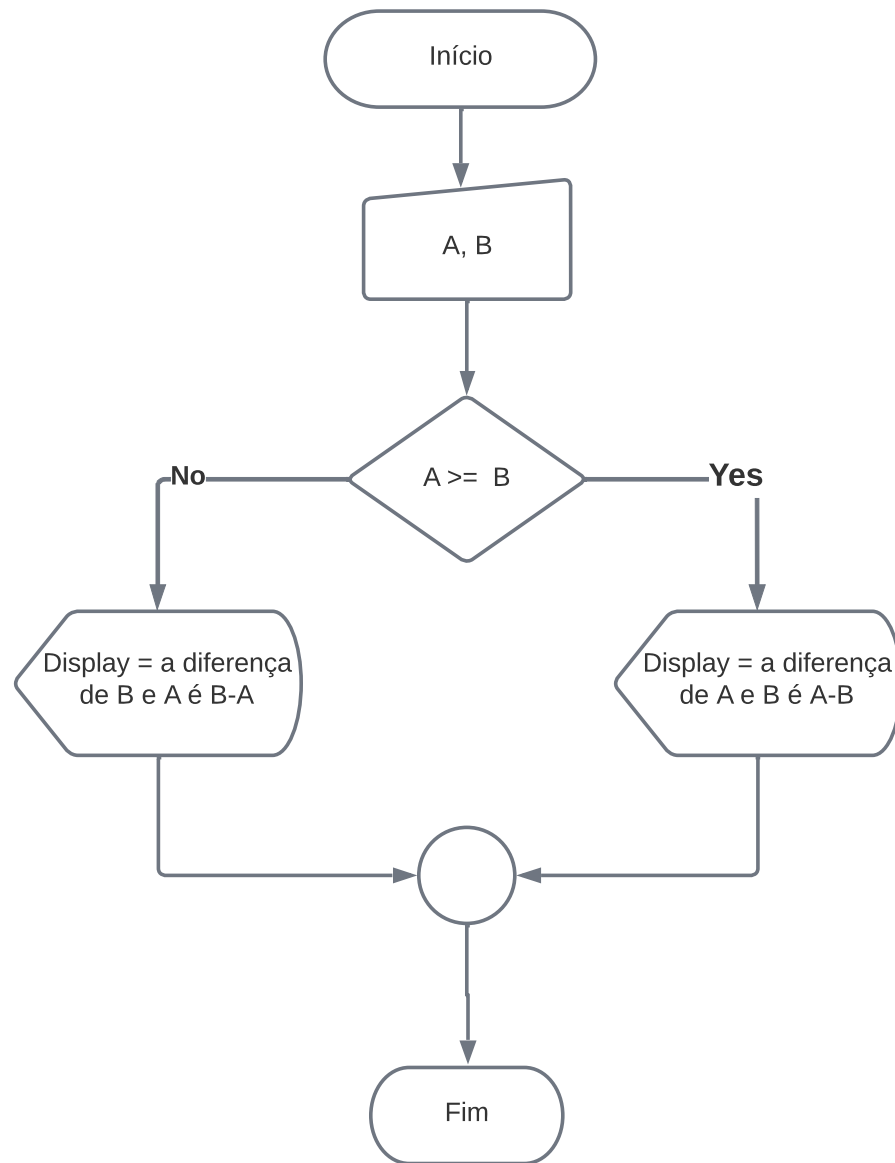 Início
A, B
A >=  B
No
Yes
Display = a diferença
de B e A é B-A
Display = a diferença
de A e B é A-B
Fim